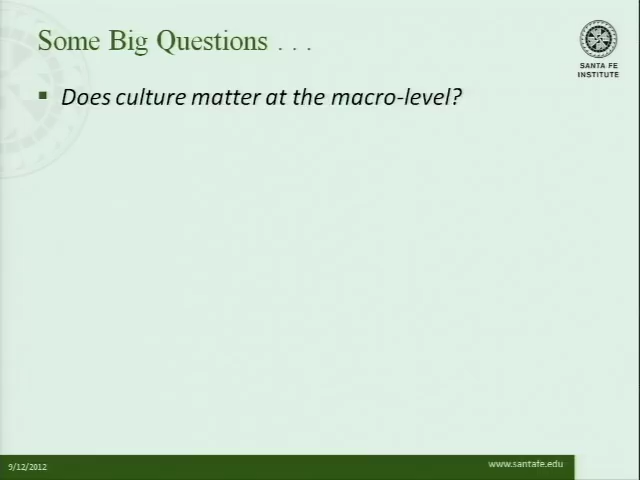 Some Big Questions . . .
SANTA FE
INSTITUTE
▪ Does culture matter at the macro-level?
9/12/2012
www.santafe.edu